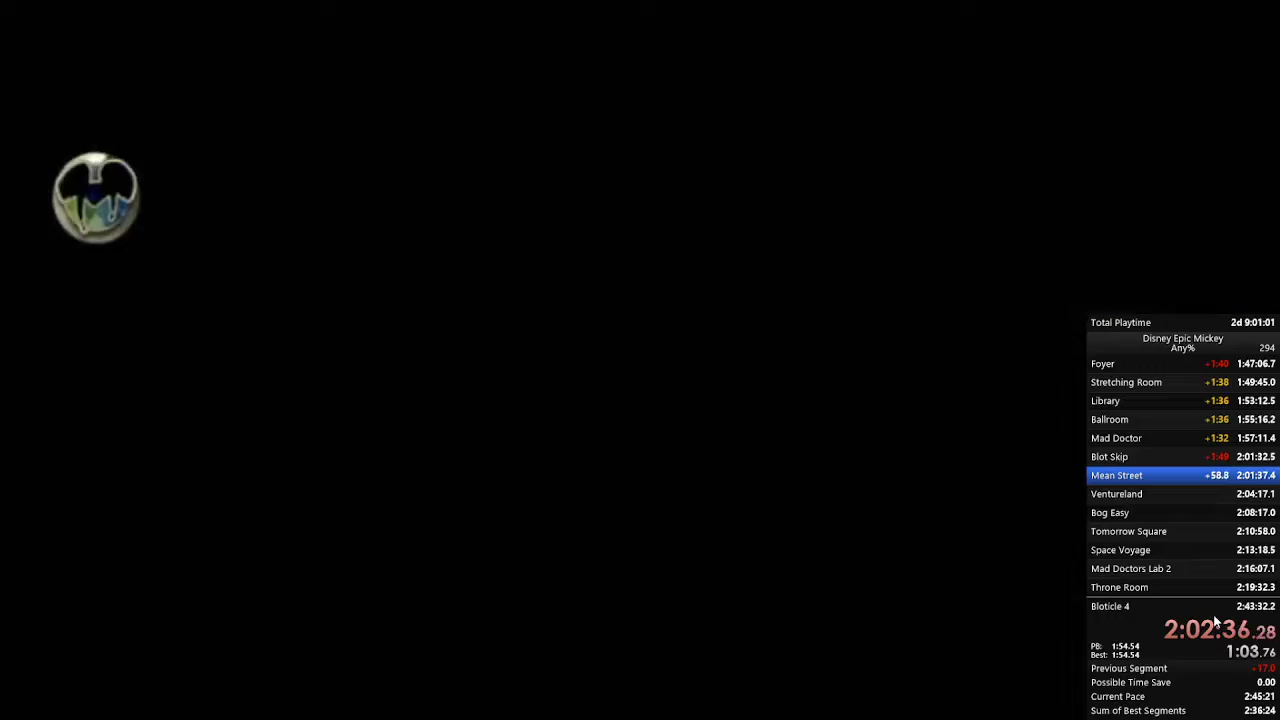 Total Playtime 2d 9:01:01
Disney Epic Mickey
Any% 294
Foyer +1:40 1:47:06.7
Stretching Room +1:38 1:49:45.0
Library +1:36 1:53:12.5
Ballroom +1:36 1:55:16.2
Mad Doctor +1:32 1:57:11.4
Blot Skip +1:49 2:01:32.5
Mean Street +58.8 2:01:37.4
Ventureland 2:04:17.1
Bog Easy 2:08:17.0
Tomorrow Square 2:10:58.0
Space Voyage 2:13:18.5
Mad Doctors Lab 2 2:16:07.1
Throne Room 2:19:32.3
Bloticle 4 2:43:32.2
2:02:36.28
PB: 1:54.54
Best: 1:54.54 1:03.76
Previous Segment +17.0
Possible Time Save 0.00
Current Pace 2:45:21
Sum of Best Segments 2:36:24